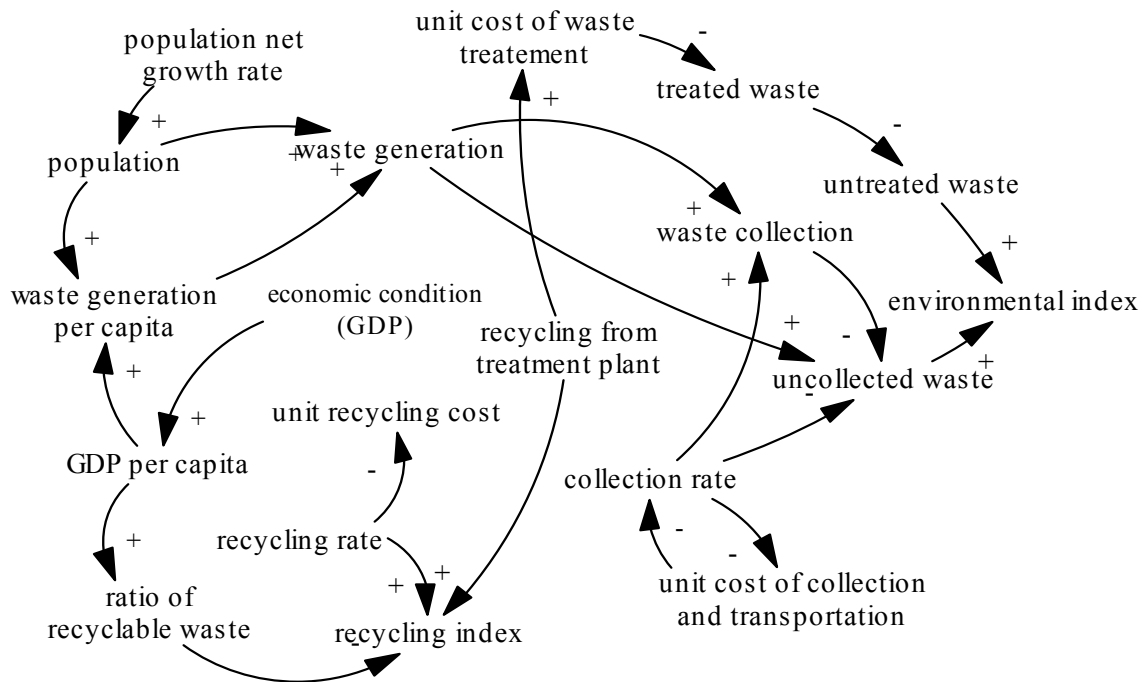 population net
growth rate
unit cost of waste
treatement
-
treated waste
+
+
-
population
waste generation
+
+
untreated waste
+
waste collection
+
+
+
waste generation
per capita
economic condition
(GDP)
environmental index
recycling from
treatment plant
+
-
uncollected waste
+
-
+
unit recycling cost
+
GDP per capita
-
collection rate
+
recycling rate
-
-
+
+
ratio of
recyclable waste
unit cost of collection
and transportation
recycling index
-